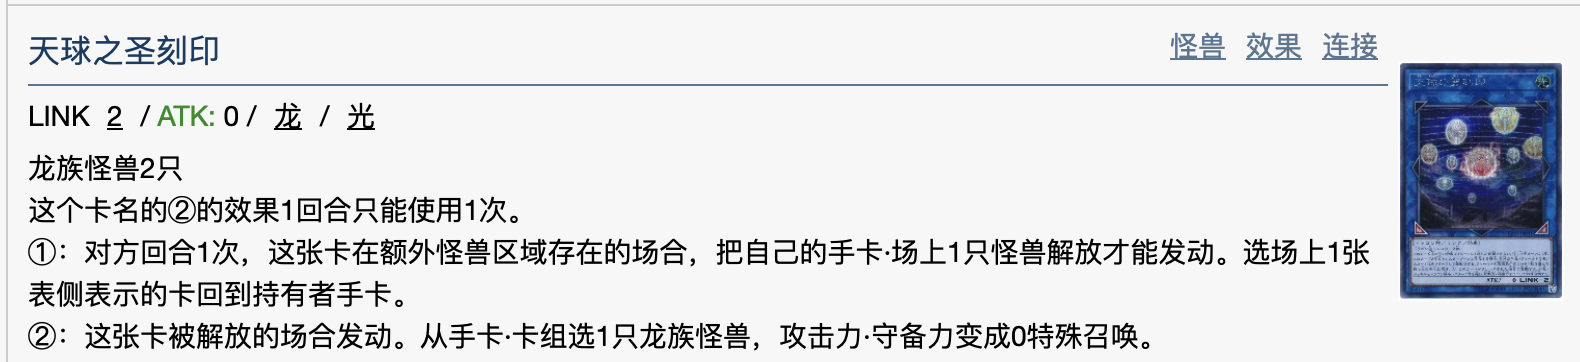 天球之圣刻印
怪兽 效果 连接
LINK 2 / ATK: 0 / 龙 / 光
龙族怪兽2只
这个卡名的②的效果1回合只能使用1次。
①：对方回合1次，这张卡在额外怪兽区域存在的场合，把自己的手卡·场上1只怪兽解放才能发动。选场上1张
表侧表示的卡回到持有者手卡。
②：这张卡被解放的场合发动。从手卡·卡组选1只龙族怪兽，攻击力·守备力变成0特殊召唤。
LINK-2